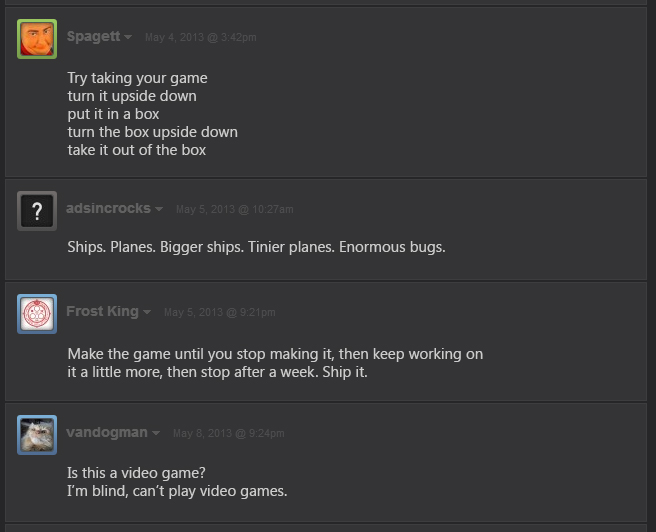 Spagett
May 4, 2013 @ 3:42pm
Try taking your game
turn it upside down
put it in a box
turn the box upside down
take it out of the box
?
adsincrocks
May 5, 2013 @ 10:27am
Ships. Planes. Bigger ships. Tinier planes. Enormous bugs.
Frost King
May 5, 2013 @ 9:21pm
Make the game until you stop making it, then keep working on
it a little more, then stop after a week. Ship it.
vandogman
May 8, 2013 @ 9:24pm
Is this a video game?
I'm blind, can't play video games.